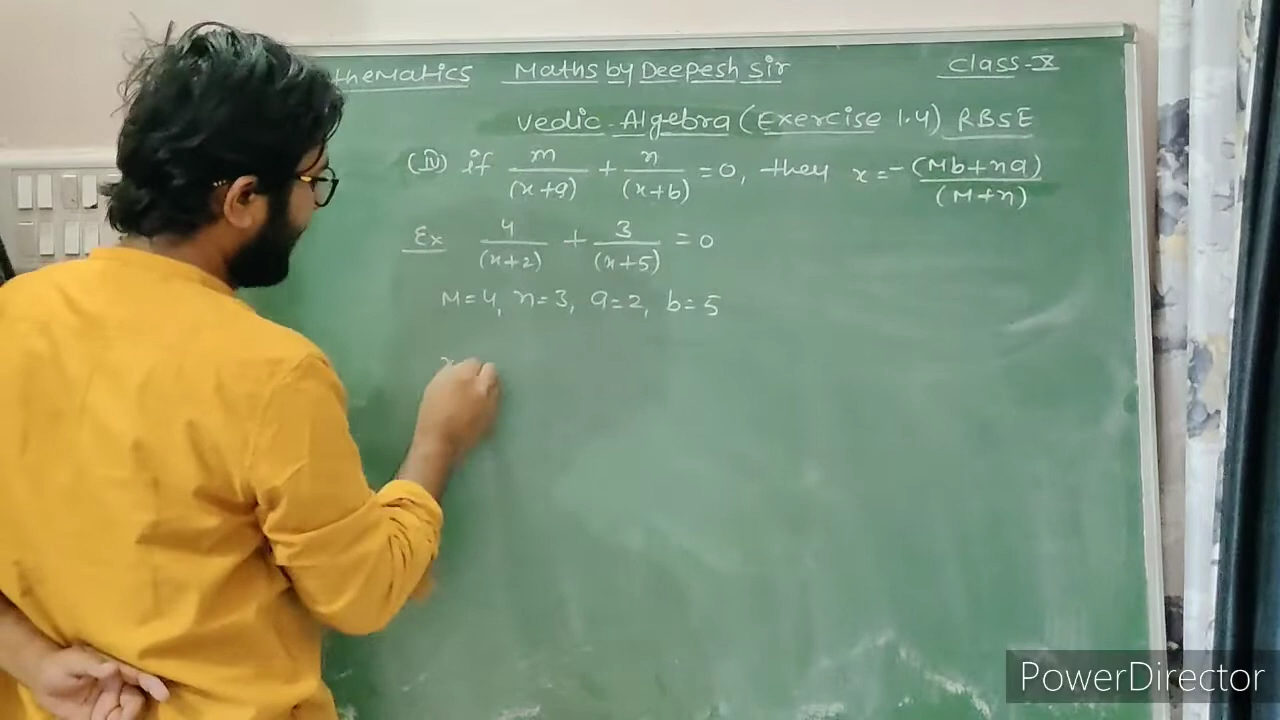 thematics Maths by Deepesh Sir Class-X
Vedic Algebra (Exercise 1.4) RBSE
(IV) if m/(x+a) + n/(x+b) = 0, they x = -(Mb+na)/(M+n)
Ex 4/(x+2) + 3/(x+5) = 0
M=4, n=3, a=2, b=5
x
PowerDirector